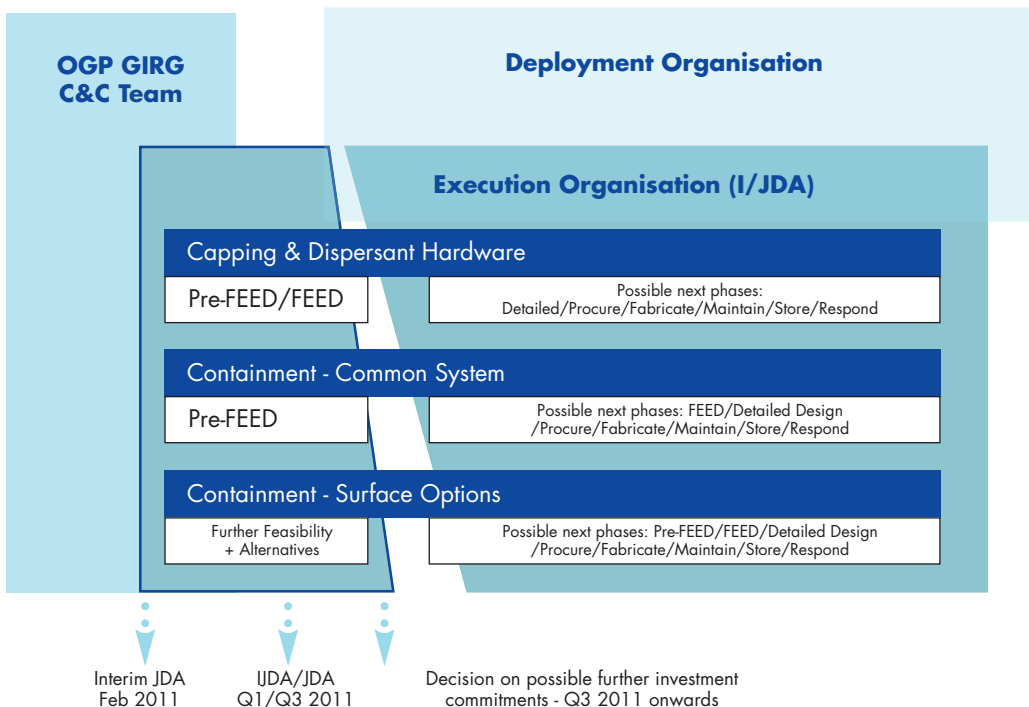 OGP GIRG
C&C Team
Deployment Organisation
Execution Organisation (I/JDA)
Capping & Dispersant Hardware
Pre-FEED/FEED
Possible next phases:
Detailed/Procure/Fabricate/Maintain/Store/Respond
Containment - Common System
Pre-FEED
Possible next phases: FEED/Detailed Design
/Procure/Fabricate/Maintain/Store/Respond
Containment - Surface Options
Further Feasibility
+ Alternatives
Possible next phases: Pre-FEED/FEED/Detailed Design
/Procure/Fabricate/Maintain/Store/Respond
Interim JDA
Feb 2011
IJDA/JDA
Q1/Q3 2011
Decision on possible further investment
commitments - Q3 2011 onwards